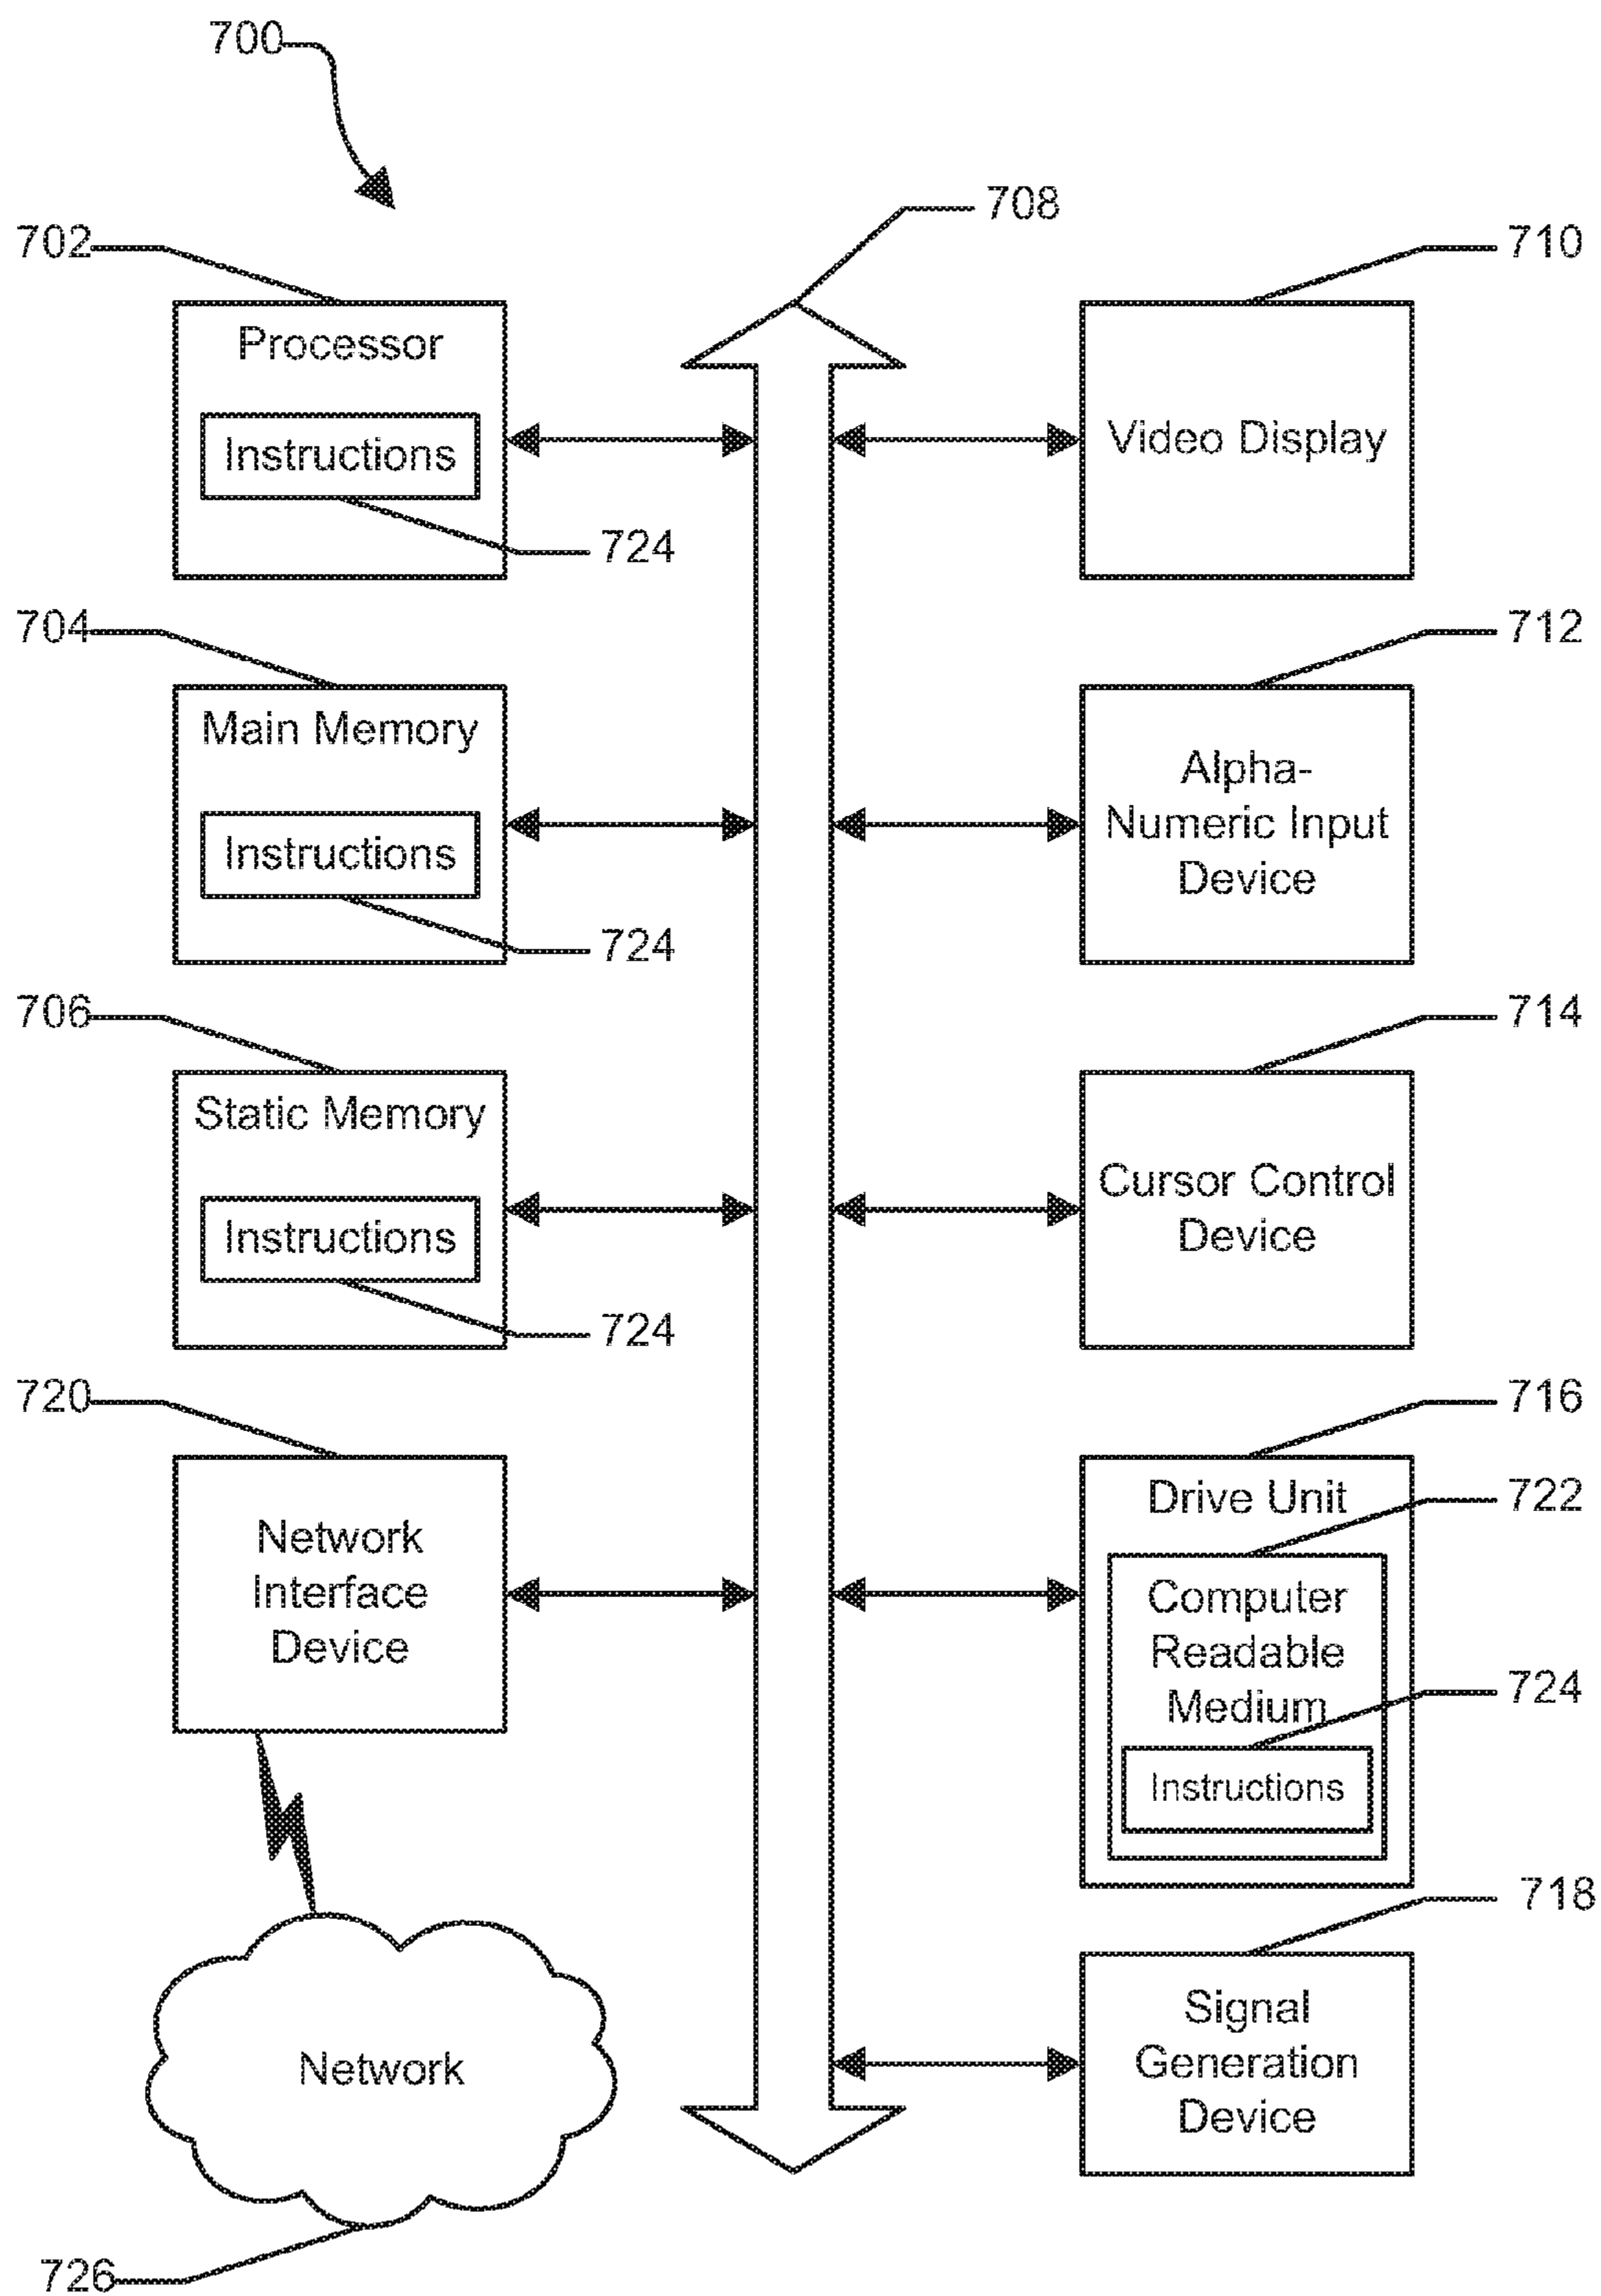 700
708
702
Processor
Instructions
724
710
Video Display
704
Main Memory
Instructions
724
712
Alpha-
Numeric Input
Device
706
Static Memory
Instructions
724
714
Cursor Control
Device
720
Network
Interface
Device
716
Drive Unit
722
Computer
Readable
Medium
724
Instructions
718
Signal
Generation
Device
Network
726